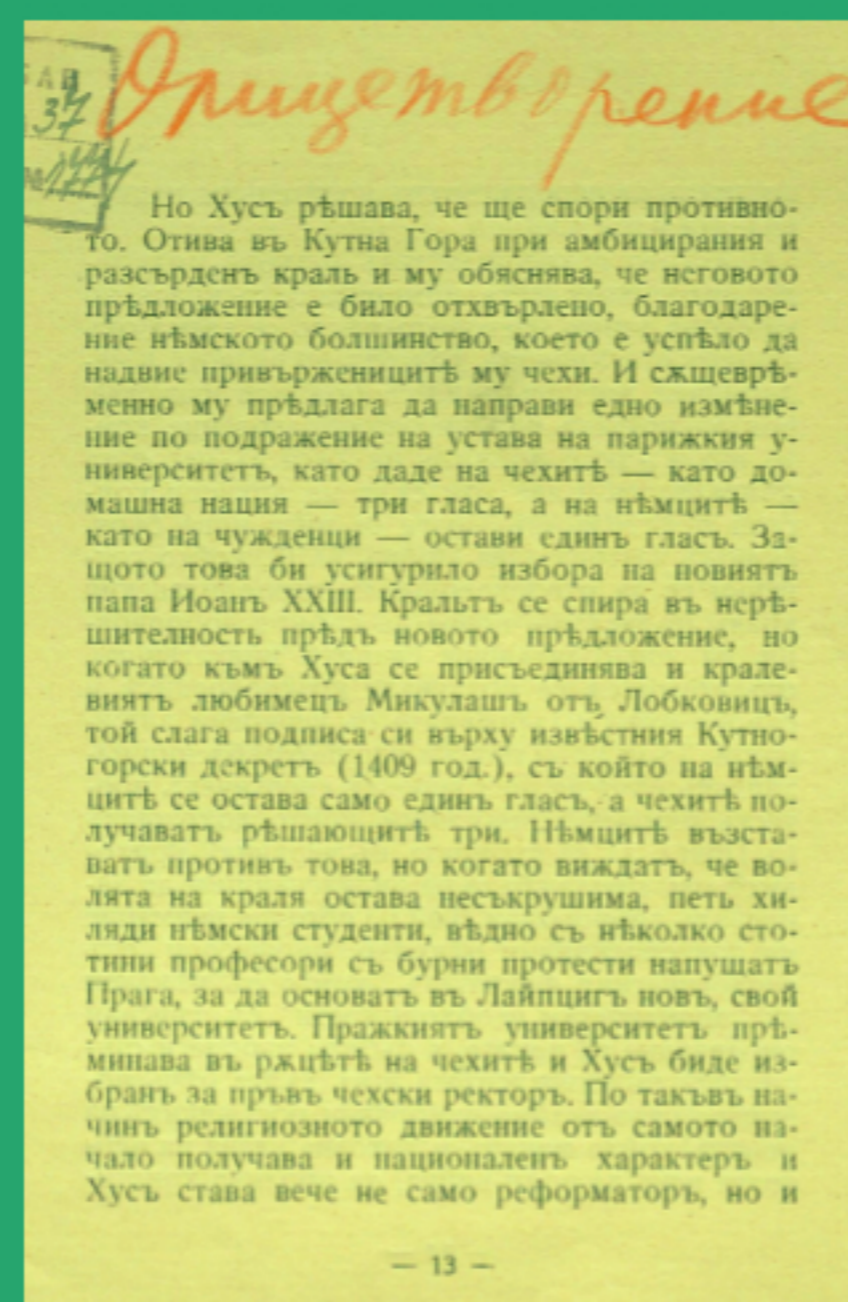 Олицетворение
37
Но Хусъ рѣшава, че ще спори противно-
то. Отива въ Кутна Гора при амбицирания и
разсърденъ краль и му обяснява, че неговото
прѣдложение е било отхвърлено, благодаре-
ние нѣмското болшинство, което е успѣло да
надвие привърженицитѣ му чехи. И сѫщеврѣ-
менно му прѣдлага да направи едно измѣне-
ние по подражение на устава на парижкия у-
ниверситетъ, като даде на чехитѣ — като до-
машна нация — три гласа, а на нѣмцитѣ —
като на чужденци — остави единъ гласъ. За-
щото това би усигурило избора на новиятъ
папа Иоанъ XXIII. Кральтъ се спира въ нерѣ-
шителность прѣдъ новото прѣдложение, но
когато къмъ Хуса се присъединява и крале-
виятъ любимецъ Микулашъ отъ Лобковицъ,
той слага подписа си върху извѣстния Кутно-
горски декретъ (1409 год.), съ който на нѣм-
цитѣ се остава само единъ гласъ, а чехитѣ по-
лучаватъ рѣшающитѣ три. Нѣмцитѣ възста-
ватъ противъ това, но когато виждатъ, че во-
лята на краля остава несъкрушима, петь хи-
ляди нѣмски студенти, вѣдно съ нѣколко сто-
тини професори съ бурни протести напущатъ
Прага, за да основатъ въ Лайпцигъ новъ, свой
университетъ. Пражкиятъ университетъ прѣ-
минава въ рѫцѣтѣ на чехитѣ и Хусъ биде из-
бранъ за пръвъ чехски ректоръ. По такъвъ на-
чинъ религиозното движение отъ самото на-
чало получава и националенъ характеръ и
Хусъ става вече не само реформаторъ, но и
— 13 —